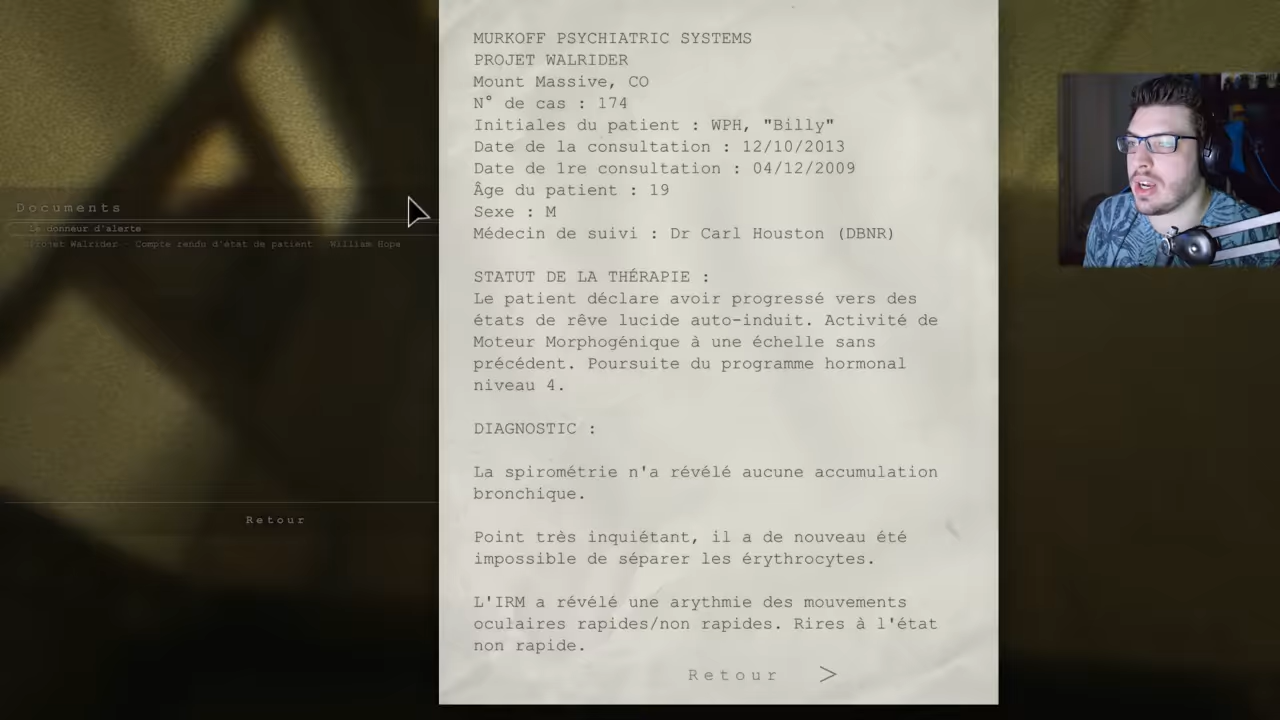 Documents
Le donneur d'alerte
Projet Walrider - Compte rendu d'état de patient - William Hope
Retour
MURKOFF PSYCHIATRIC SYSTEMS
PROJET WALRIDER
Mount Massive, CO
N° de cas : 174
Initiales du patient : WPH, "Billy"
Date de la consultation : 12/10/2013
Date de 1re consultation : 04/12/2009
Âge du patient : 19
Sexe : M
Médecin de suivi : Dr Carl Houston (DBNR)
STATUT DE LA THÉRAPIE :
Le patient déclare avoir progressé vers des
états de rêve lucide auto-induit. Activité de
Moteur Morphogénique à une échelle sans
précédent. Poursuite du programme hormonal
niveau 4.
DIAGNOSTIC :
La spirométrie n'a révélé aucune accumulation
bronchique.
Point très inquiétant, il a de nouveau été
impossible de séparer les érythrocytes.
L'IRM a révélé une arythmie des mouvements
oculaires rapides/non rapides. Rires à l'état
non rapide.
Retour >